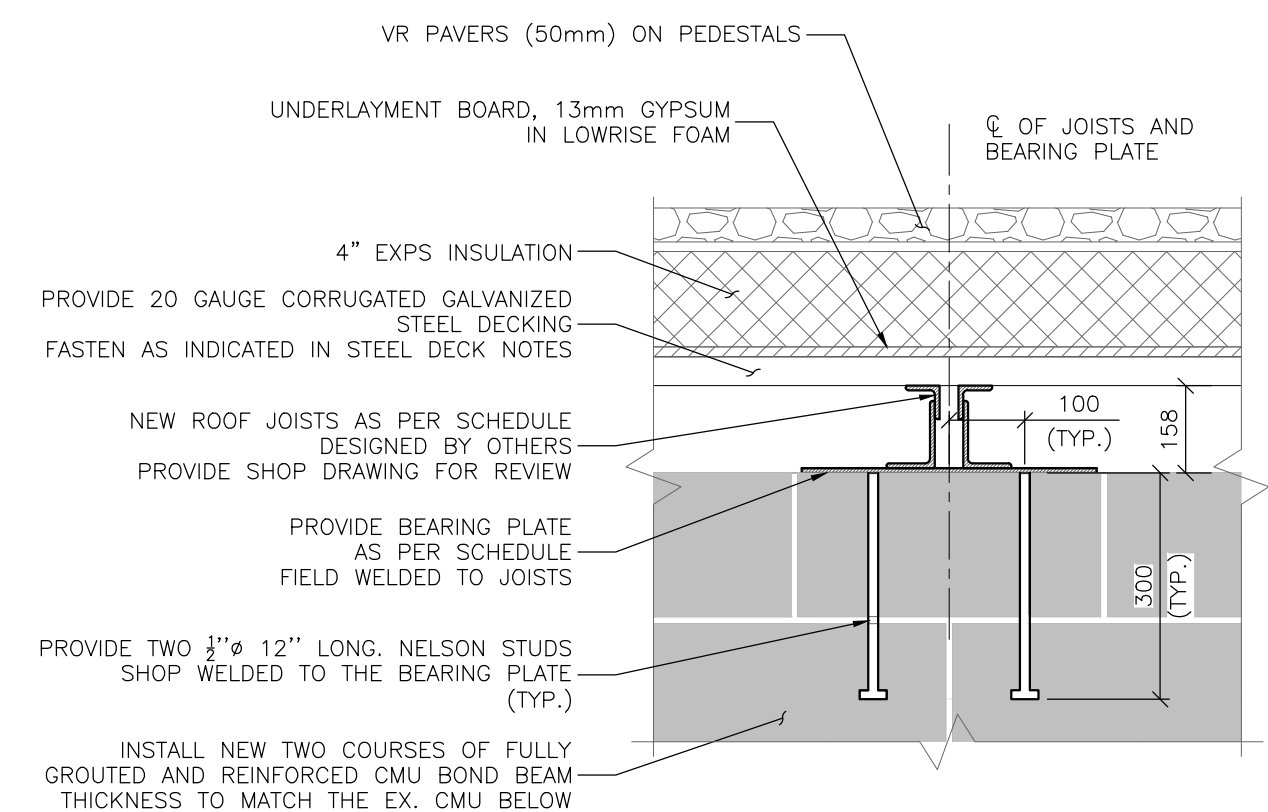 VR PAVERS (50mm) ON PEDESTALS
UNDERLAYMENT BOARD, 13mm GYPSUM
IN LOWRISE FOAM
℄ OF JOISTS AND
BEARING PLATE
4" EXPS INSULATION
PROVIDE 20 GAUGE CORRUGATED GALVANIZED
STEEL DECKING
FASTEN AS INDICATED IN STEEL DECK NOTES
NEW ROOF JOISTS AS PER SCHEDULE
DESIGNED BY OTHERS
PROVIDE SHOP DRAWING FOR REVIEW
100
(TYP.)
158
PROVIDE BEARING PLATE
AS PER SCHEDULE
FIELD WELDED TO JOISTS
300
(TYP.)
PROVIDE TWO ½''ø 12'' LONG. NELSON STUDS
SHOP WELDED TO THE BEARING PLATE
(TYP.)
INSTALL NEW TWO COURSES OF FULLY
GROUTED AND REINFORCED CMU BOND BEAM
THICKNESS TO MATCH THE EX. CMU BELOW